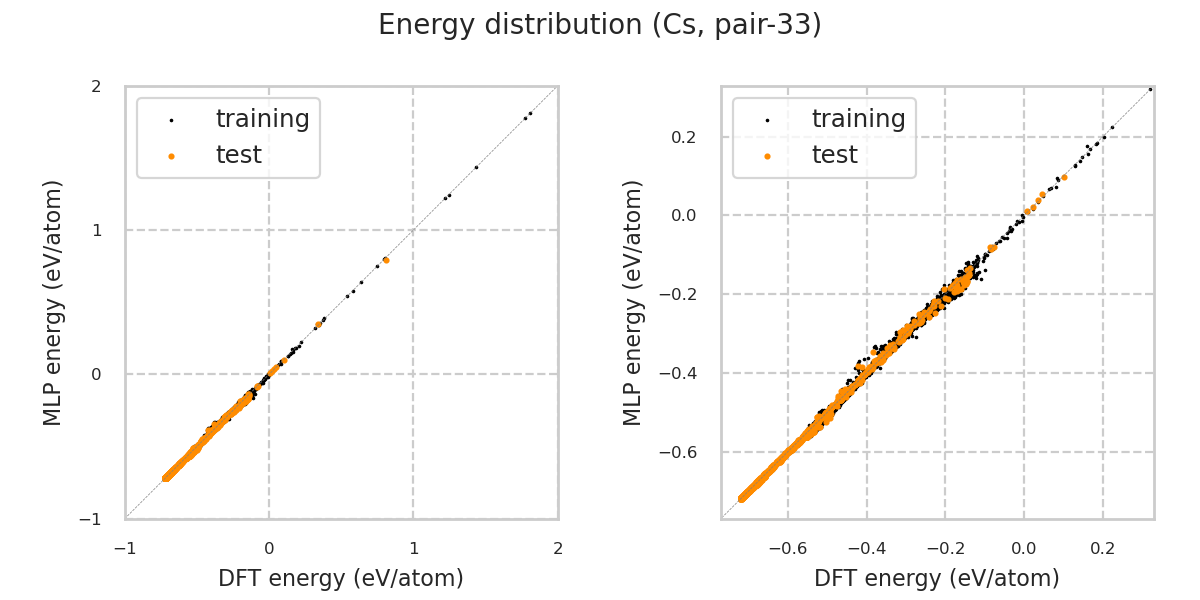 Energy distribution (Cs, pair-33)
training
test
2
1
0
−1
−1
0
1
2
MLP energy (eV/atom)
DFT energy (eV/atom)
training
test
0.2
0.0
−0.2
−0.4
−0.6
−0.6
−0.4
−0.2
0.0
0.2
MLP energy (eV/atom)
DFT energy (eV/atom)